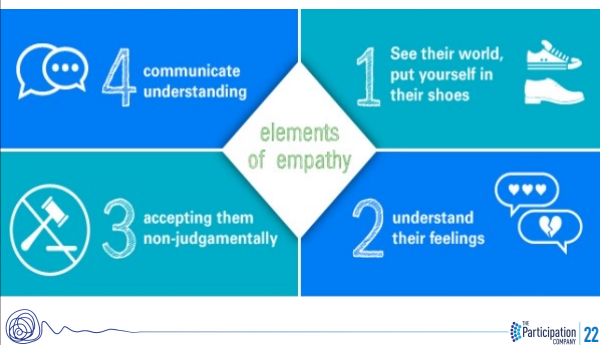 elements
of empathy
1
See their world,
put yourself in
their shoes
2
understand
their feelings
3
accepting them
non-judgamentally
4
communicate
understanding
THE
Participation
COMPANY
22